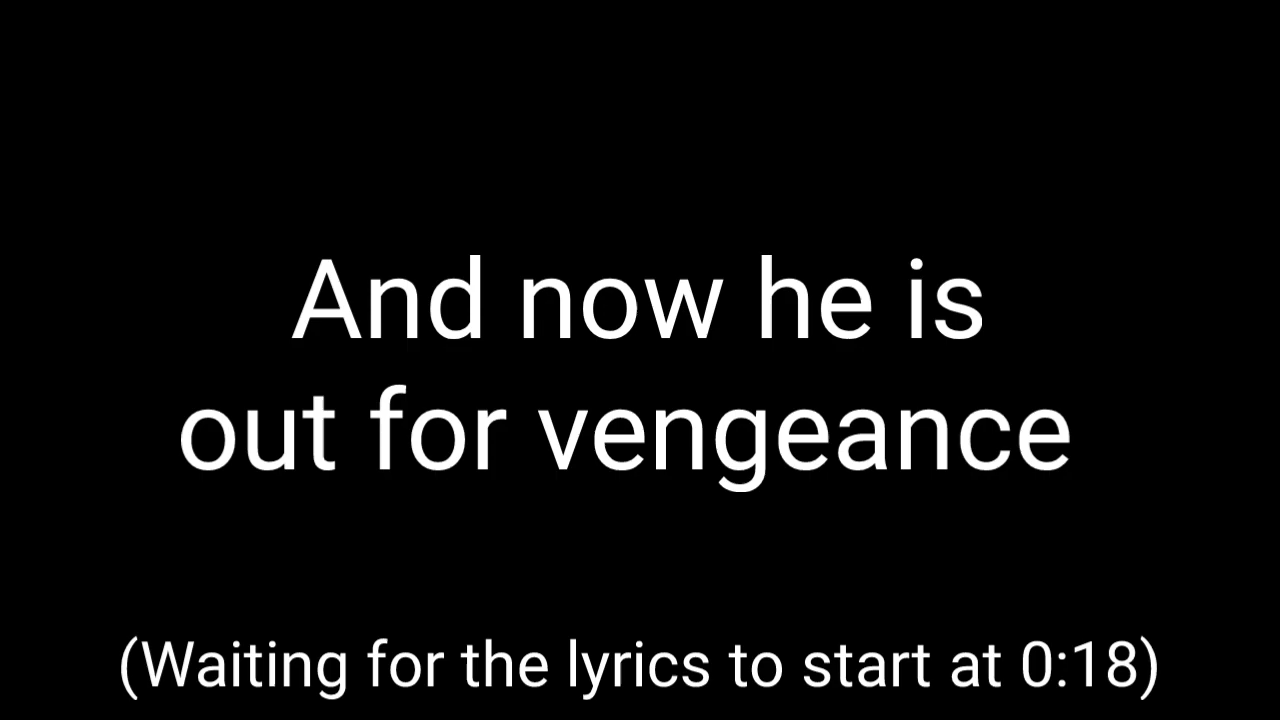 And now he is
out for vengeance
(Waiting for the lyrics to start at 0:18)